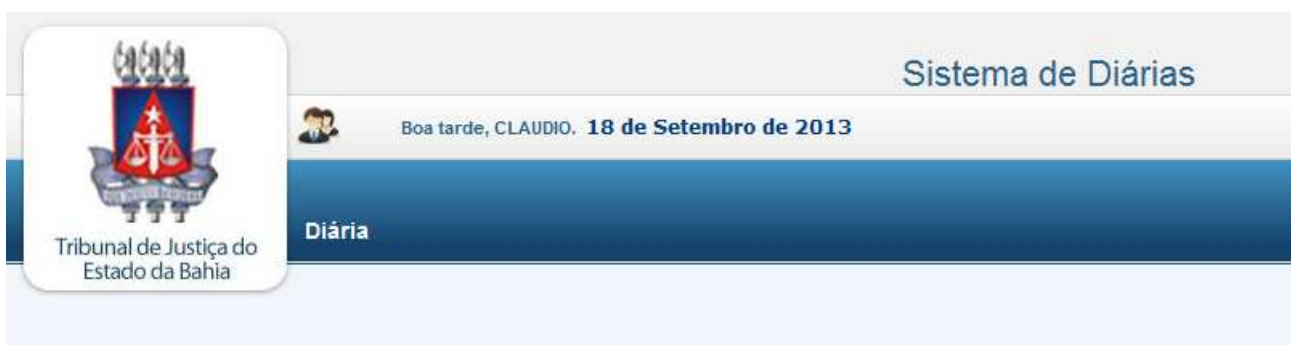 Sistema de Diárias
Boa tarde, CLAUDIO. 18 de Setembro de 2013
Diária
Tribunal de Justiça do
Estado da Bahia